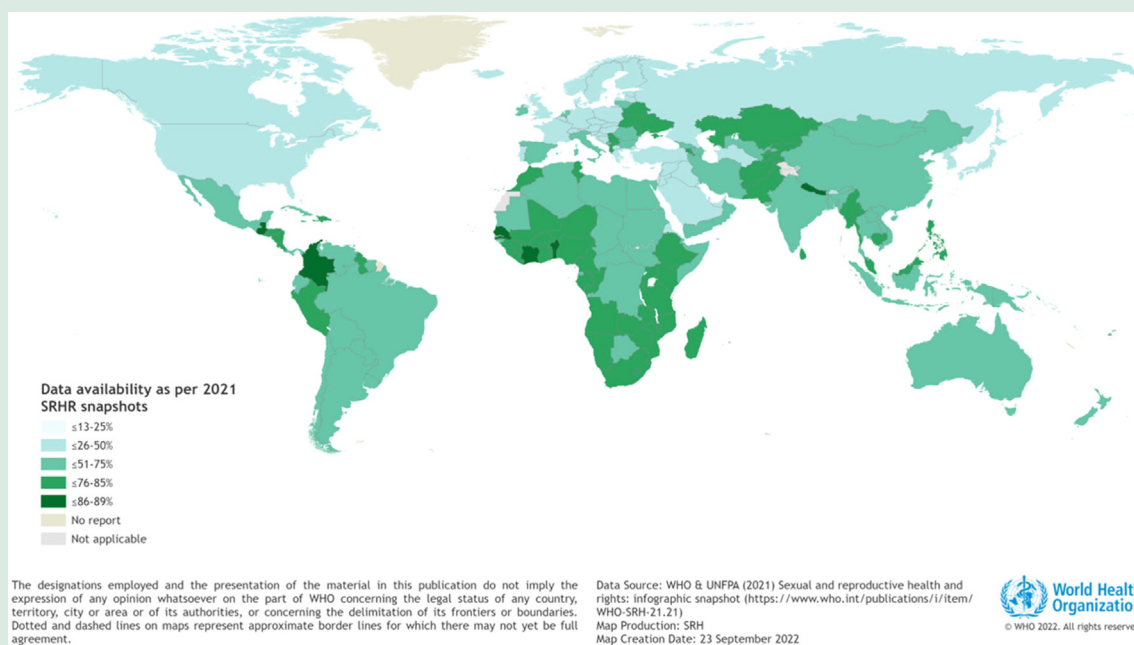 Data availability as per 2021
SRHR snapshots
≤13-25%
≤26-50%
≤51-75%
≤76-85%
≤86-89%
No report
Not applicable
The designations employed and the presentation of the material in this publication do not imply the
expression of any opinion whatsoever on the part of WHO concerning the legal status of any country,
territory, city or area or of its authorities, or concerning the delimitation of its frontiers or boundaries.
Dotted and dashed lines on maps represent approximate border lines for which there may not yet be full
agreement.
Data Source: WHO & UNFPA (2021) Sexual and reproductive health and
rights: infographic snapshot (https://www.who.int/publications/i/item/
WHO-SRH-21.21)
Map Production: SRH
Map Creation Date: 23 September 2022
World Healt
Organizatio
© WHO 2022. All rights reserve